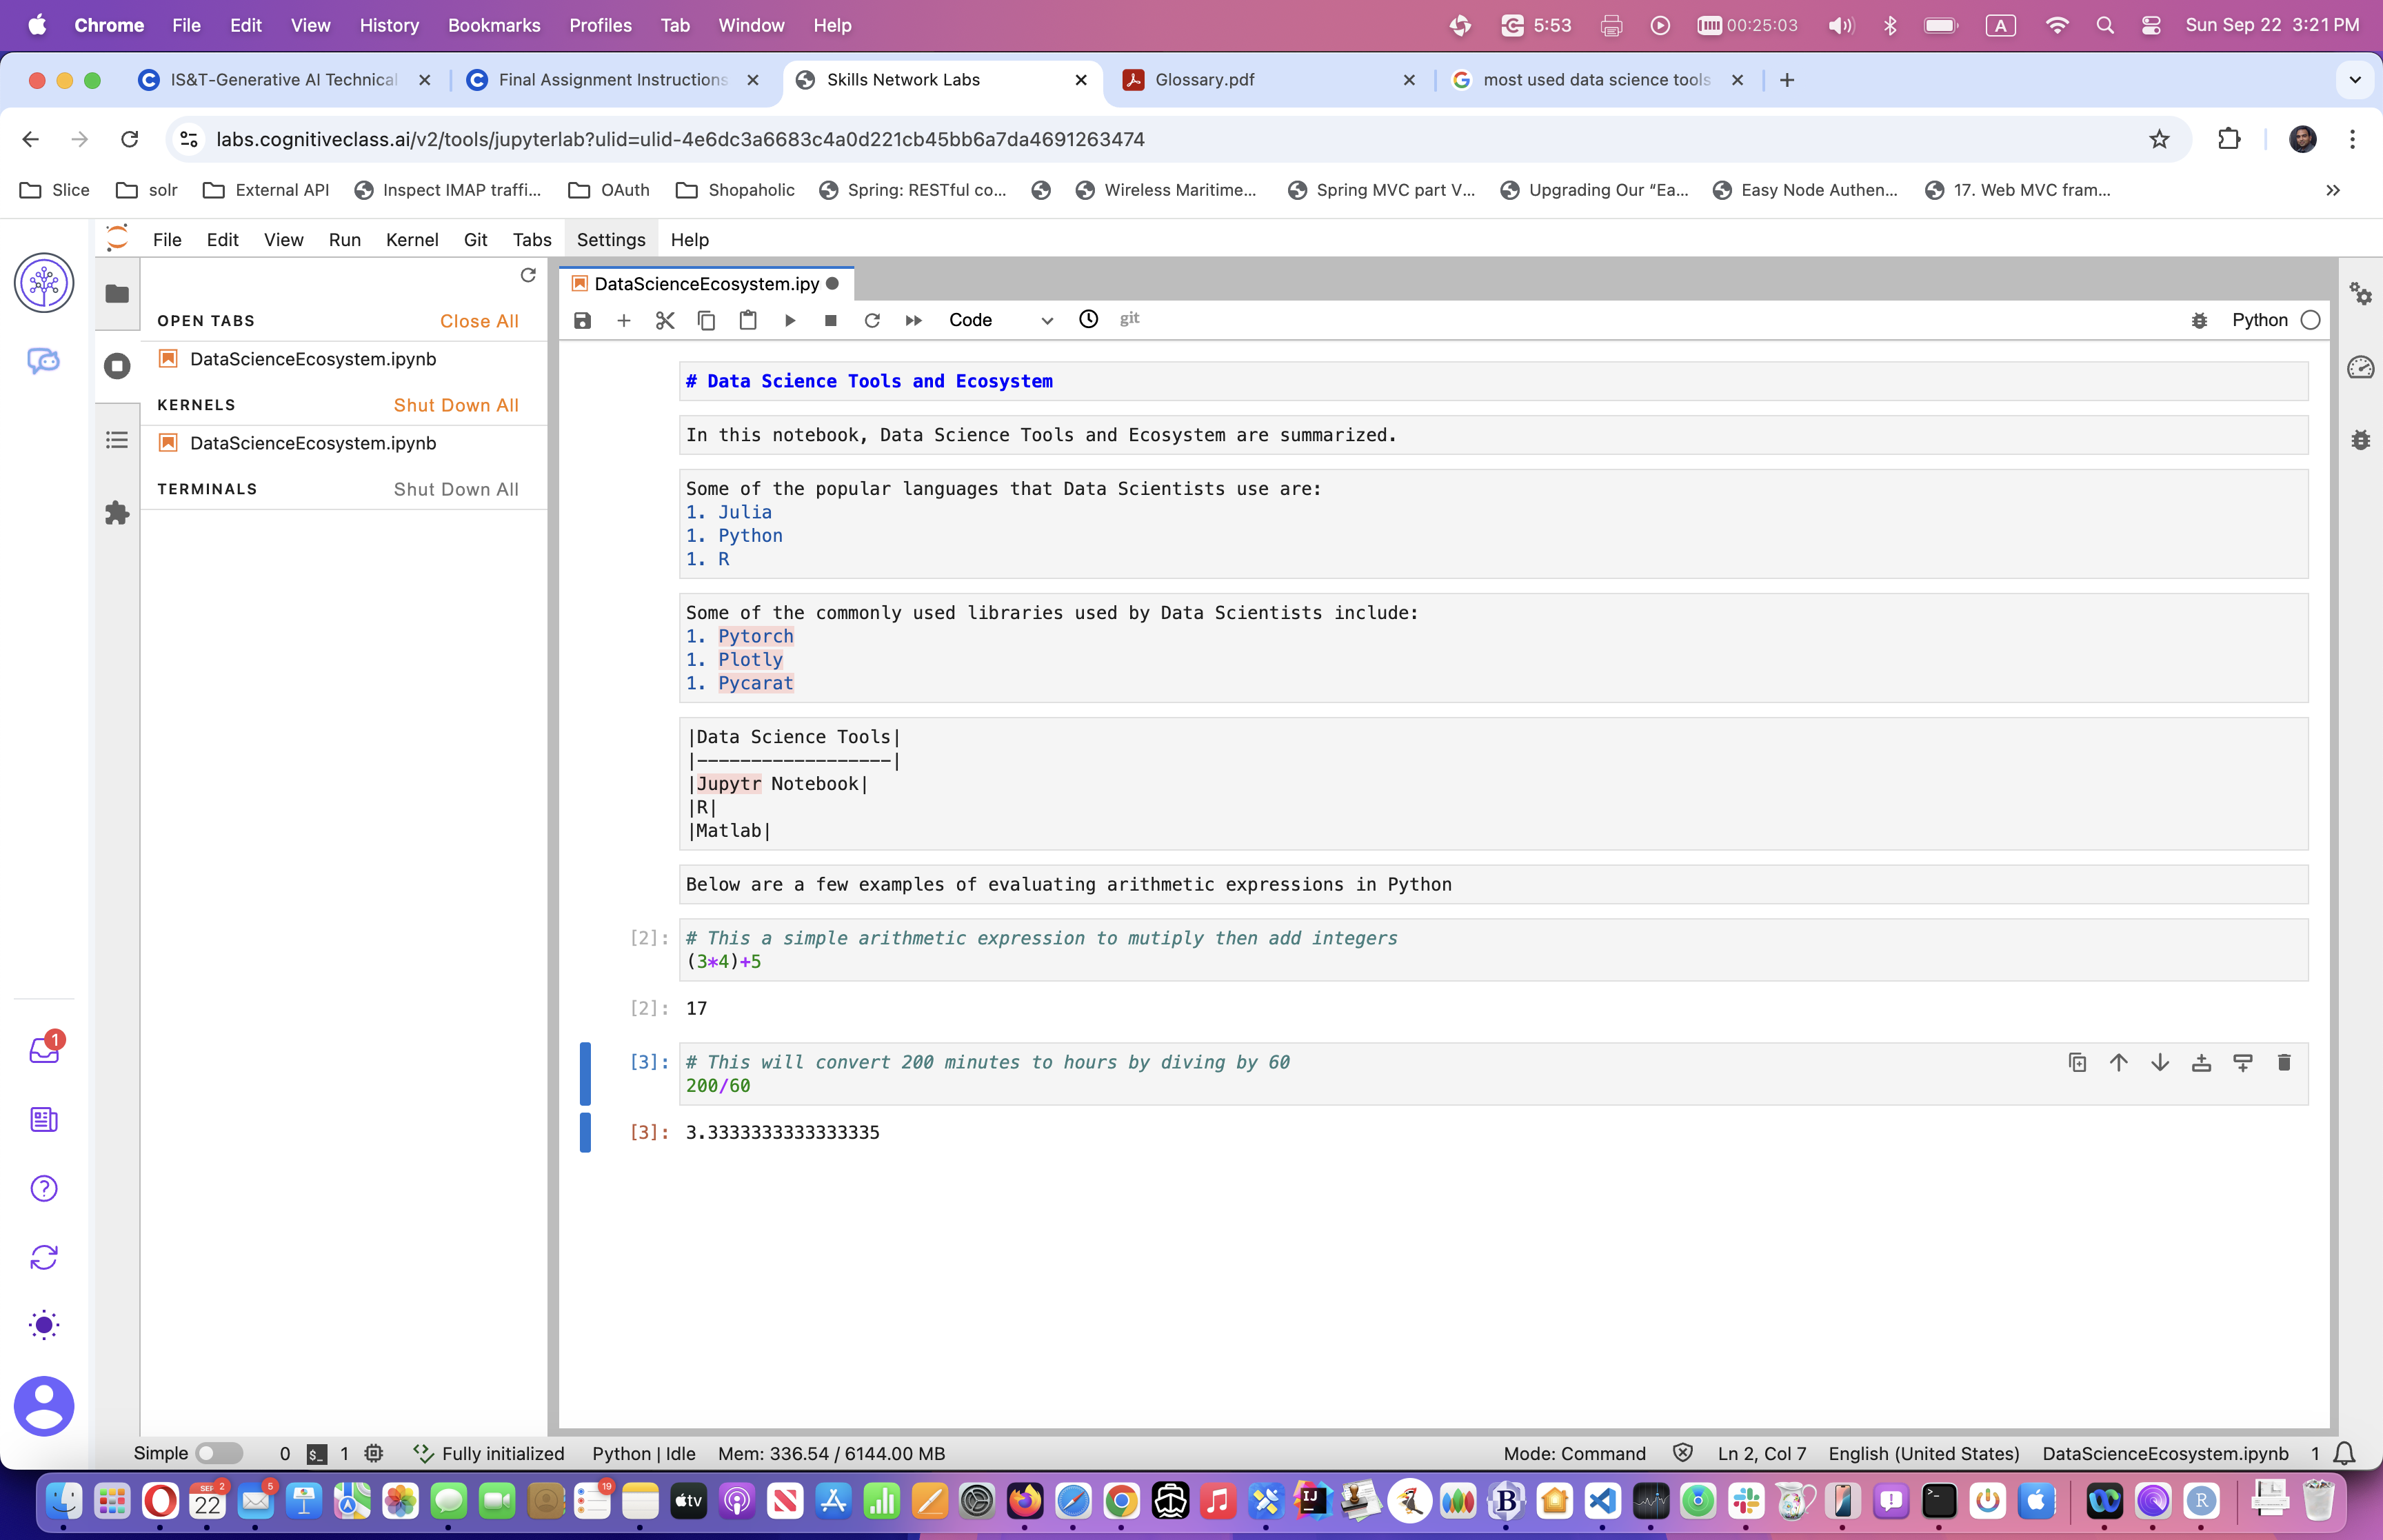 Chrome File Edit View History Bookmarks Profiles Tab Window Help 5:53 00:25:03 A Sun Sep 22 3:21 PM
IS&T-Generative AI Technical Final Assignment Instructions Skills Network Labs Glossary.pdf most used data science tools
labs.cognitiveclass.ai/v2/tools/jupyterlab?ulid=ulid-4e6dc3a6683c4a0d221cb45bb6a7da4691263474
Slice solr External API Inspect IMAP traffi... OAuth Shopaholic Spring: RESTful co... Wireless Maritime... Spring MVC part V... Upgrading Our “Ea... Easy Node Authen... 17. Web MVC fram... »
File Edit View Run Kernel Git Tabs Settings Help
OPEN TABS Close All
DataScienceEcosystem.ipynb
KERNELS Shut Down All
DataScienceEcosystem.ipynb
TERMINALS Shut Down All
DataScienceEcosystem.ipy
Code git Python
# Data Science Tools and Ecosystem
In this notebook, Data Science Tools and Ecosystem are summarized.
Some of the popular languages that Data Scientists use are:
1. Julia
1. Python
1. R
Some of the commonly used libraries used by Data Scientists include:
1. Pytorch
1. Plotly
1. Pycarat
|Data Science Tools|
|------------------|
|Jupytr Notebook|
|R|
|Matlab|
Below are a few examples of evaluating arithmetic expressions in Python
[2]: # This a simple arithmetic expression to mutiply then add integers
(3*4)+5
[2]: 17
[3]: # This will convert 200 minutes to hours by diving by 60
200/60
[3]: 3.3333333333333335
1
Simple 0 $_ 1 Fully initialized Python | Idle Mem: 336.54 / 6144.00 MB Mode: Command Ln 2, Col 7 English (United States) DataScienceEcosystem.ipynb 1
SEP 22 2 5 19 tv IJ B >_ R